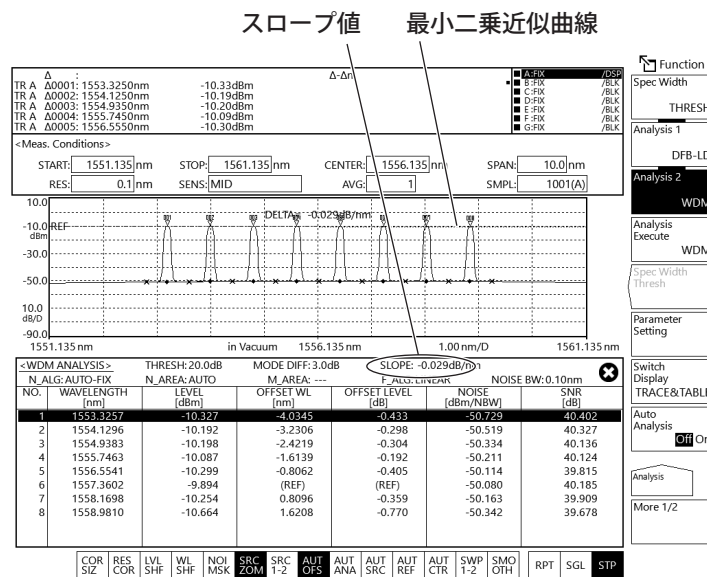 スロープ値 最小二乗近似曲線
Function
Δ : Δ-Δn
TR A Δ0001: 1553.3250nm -10.33dBm
TR A Δ0002: 1554.1250nm -10.19dBm
TR A Δ0003: 1554.9350nm -10.20dBm
TR A Δ0004: 1555.7450nm -10.09dBm
TR A Δ0005: 1556.5550nm -10.30dBm
A:FIX /DSP
B:FIX /BLK
C:FIX /BLK
D:FIX /BLK
E:FIX /BLK
F:FIX /BLK
G:FIX /BLK
<Meas. Conditions>
START: 1551.135 nm STOP: 1561.135 nm CENTER: 1556.135 nm SPAN: 10.0 nm
RES: 0.1 nm SENS: MID AVG: 1 SMPL: 1001(A)
10.0
DELTA: -0.029dB/nm
-10.0 REF
dBm
-30.0
-50.0
10.0
dB/D
-90.0
1551.135 nm in Vacuum 1556.135 nm 1.00 nm/D 1561.135 nm
<WDM ANALYSIS> THRESH: 20.0dB MODE DIFF: 3.0dB SLOPE: -0.029dB/nm
N_ALG: AUTO-FIX N_AREA: AUTO M_AREA: --- F_ALG: LINEAR NOISE BW: 0.10nm
NO. WAVELENGTH LEVEL OFFSET WL OFFSET LEVEL NOISE SNR
[nm] [dBm] [nm] [dB] [dBm/NBW] [dB]
1 1553.3257 -10.327 -4.0345 -0.433 -50.729 40.402
2 1554.1296 -10.192 -3.2306 -0.298 -50.519 40.327
3 1554.9383 -10.198 -2.4219 -0.304 -50.334 40.136
4 1555.7463 -10.087 -1.6139 -0.192 -50.211 40.124
5 1556.5541 -10.299 -0.8062 -0.405 -50.114 39.815
6 1557.3602 -9.894 (REF) (REF) -50.080 40.185
7 1558.1698 -10.254 0.8096 -0.359 -50.163 39.909
8 1558.9810 -10.664 1.6208 -0.770 -50.342 39.678
Spec Width
THRESH
Analysis 1
DFB-LD
Analysis 2
WDM
Analysis
Execute
WDM
Spec Width
Thresh
Parameter
Setting
Switch
Display
TRACE&TABLE
Auto
Analysis
Off On
Analysis
More 1/2
COR SIZ RES COR LVL SHF WL SHF NOI MSK SRC ZOM SRC 1-2 AUT OFS AUT ANA AUT SRC AUT REF AUT CTR SWP 1-2 SMO OTH RPT SGL STP